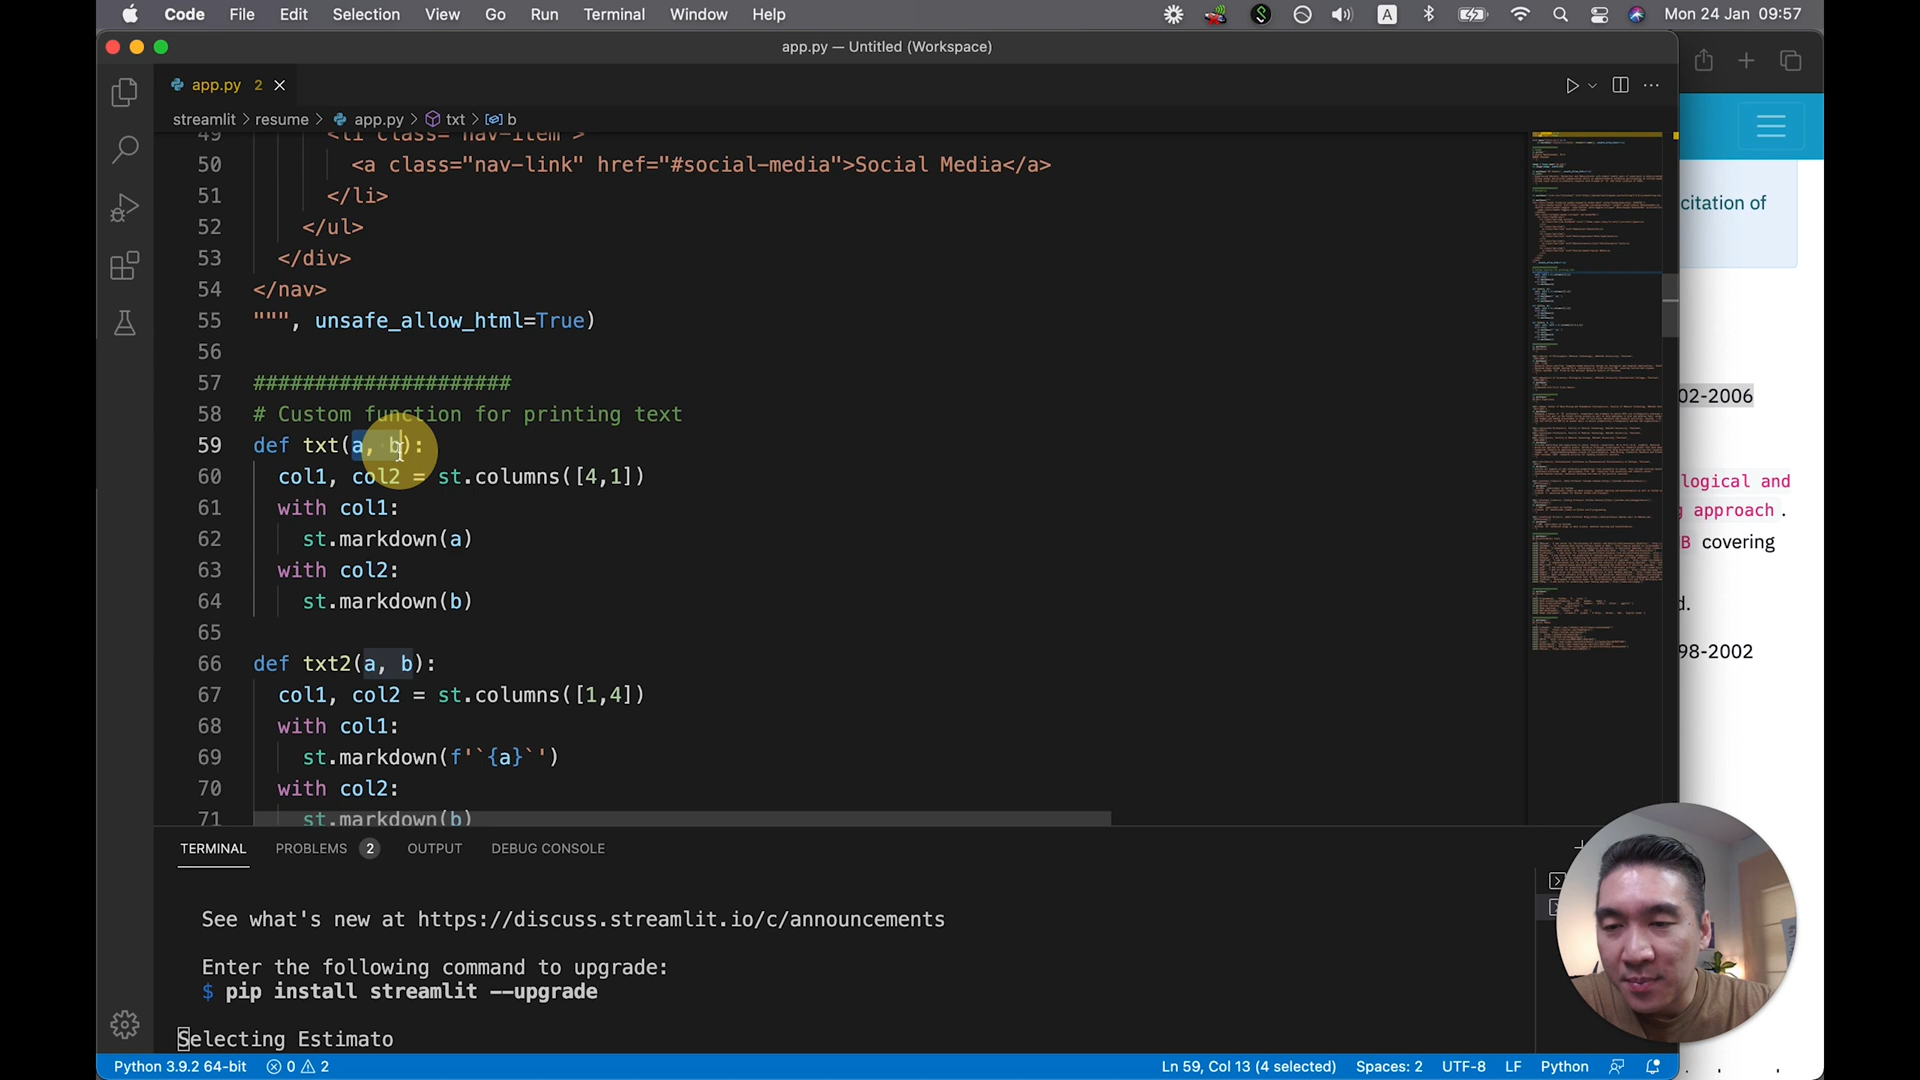 Code File Edit Selection View Go Run Terminal Window Help A Mon 24 Jan 09:57
app.py — Untitled (Workspace)
app.py 2
streamlit > resume > app.py > txt > b
49 <li class="nav-item">
50 <a class="nav-link" href="#social-media">Social Media</a>
51 </li>
52 </ul>
53 </div>
54 </nav>
55 """, unsafe_allow_html=True)
56
57 #####################
58 # Custom function for printing text
59 def txt(a, b):
60 col1, col2 = st.columns([4,1])
61 with col1:
62 st.markdown(a)
63 with col2:
64 st.markdown(b)
65
66 def txt2(a, b):
67 col1, col2 = st.columns([1,4])
68 with col1:
69 st.markdown(f'`{a}`')
70 with col2:
71 st.markdown(b)
citation of
02-2006
logical and
approach.
B covering
d.
98-2002
TERMINAL PROBLEMS 2 OUTPUT DEBUG CONSOLE
See what's new at https://discuss.streamlit.io/c/announcements
Enter the following command to upgrade:
$ pip install streamlit --upgrade
Selecting Estimato
Python 3.9.2 64-bit 0 2 Ln 59, Col 13 (4 selected) Spaces: 2 UTF-8 LF Python